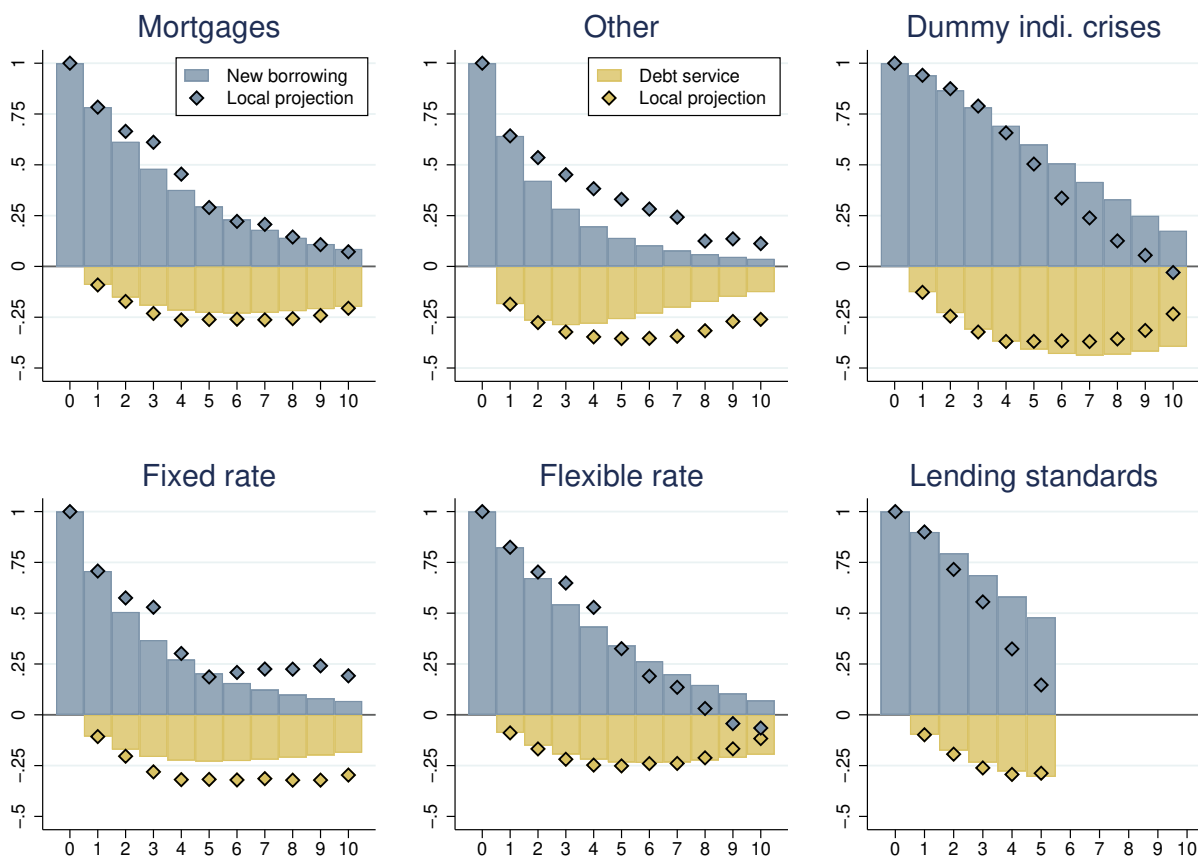 Mortgages
Other
Dummy indi. crises
New borrowing
Local projection
Debt service
Local projection
1
.75
.5
.25
0
-.25
-.5
0 1 2 3 4 5 6 7 8 9 10
1
.75
.5
.25
0
-.25
-.5
0 1 2 3 4 5 6 7 8 9 10
1
.75
.5
.25
0
-.25
-.5
0 1 2 3 4 5 6 7 8 9 10
Fixed rate
Flexible rate
Lending standards
1
.75
.5
.25
0
-.25
-.5
0 1 2 3 4 5 6 7 8 9 10
1
.75
.5
.25
0
-.25
-.5
0 1 2 3 4 5 6 7 8 9 10
1
.75
.5
.25
0
-.25
-.5
0 1 2 3 4 5 6 7 8 9 10